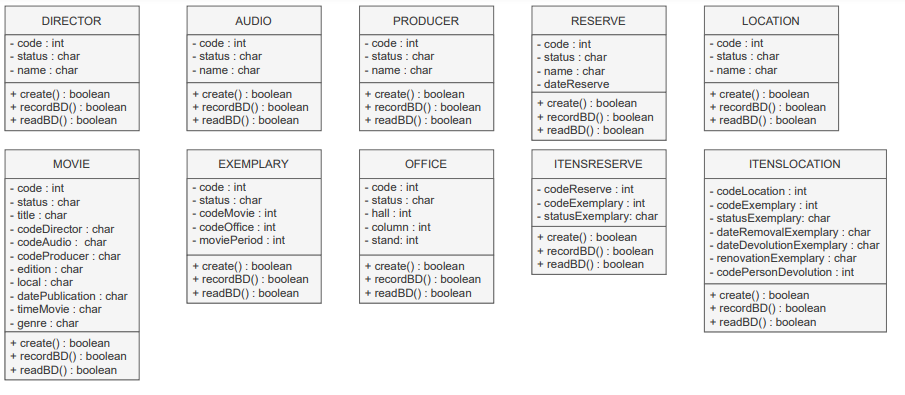 DIRECTOR
- code : int
- status : char
- name : char
+ create() : boolean
+ recordBD() : boolean
+ readBD() : boolean
AUDIO
- code : int
- status : char
- name : char
+ create() : boolean
+ recordBD() : boolean
+ readBD() : boolean
PRODUCER
- code : int
- status : char
- name : char
+ create() : boolean
+ recordBD() : boolean
+ readBD() : boolean
RESERVE
- code : int
- status : char
- name : char
- dateReserve
+ create() : boolean
+ recordBD() : boolean
+ readBD() : boolean
LOCATION
- code : int
- status : char
- name : char
+ create() : boolean
+ recordBD() : boolean
+ readBD() : boolean
MOVIE
- code : int
- status : char
- title : char
- codeDirector : char
- codeAudio : char
- codeProducer : char
- edition : char
- local : char
- datePublication : char
- timeMovie : char
- genre : char
+ create() : boolean
+ recordBD() : boolean
+ readBD() : boolean
EXEMPLARY
- code : int
- status : char
- codeMovie : int
- codeOffice : int
- moviePeriod : int
+ create() : boolean
+ recordBD() : boolean
+ readBD() : boolean
OFFICE
- code : int
- status : char
- hall : int
- column : int
- stand: int
+ create() : boolean
+ recordBD() : boolean
+ readBD() : boolean
ITENSRESERVE
- codeReserve : int
- codeExemplary : int
- statusExemplary: char
+ create() : boolean
+ recordBD() : boolean
+ readBD() : boolean
ITENSLOCATION
- codeLocation : int
- codeExemplary : int
- statusExemplary: char
- dateRemovalExemplary : char
- dateDevolutionExemplary : char
- renovationExemplary : char
- codePersonDevolution : int
+ create() : boolean
+ recordBD() : boolean
+ readBD() : boolean